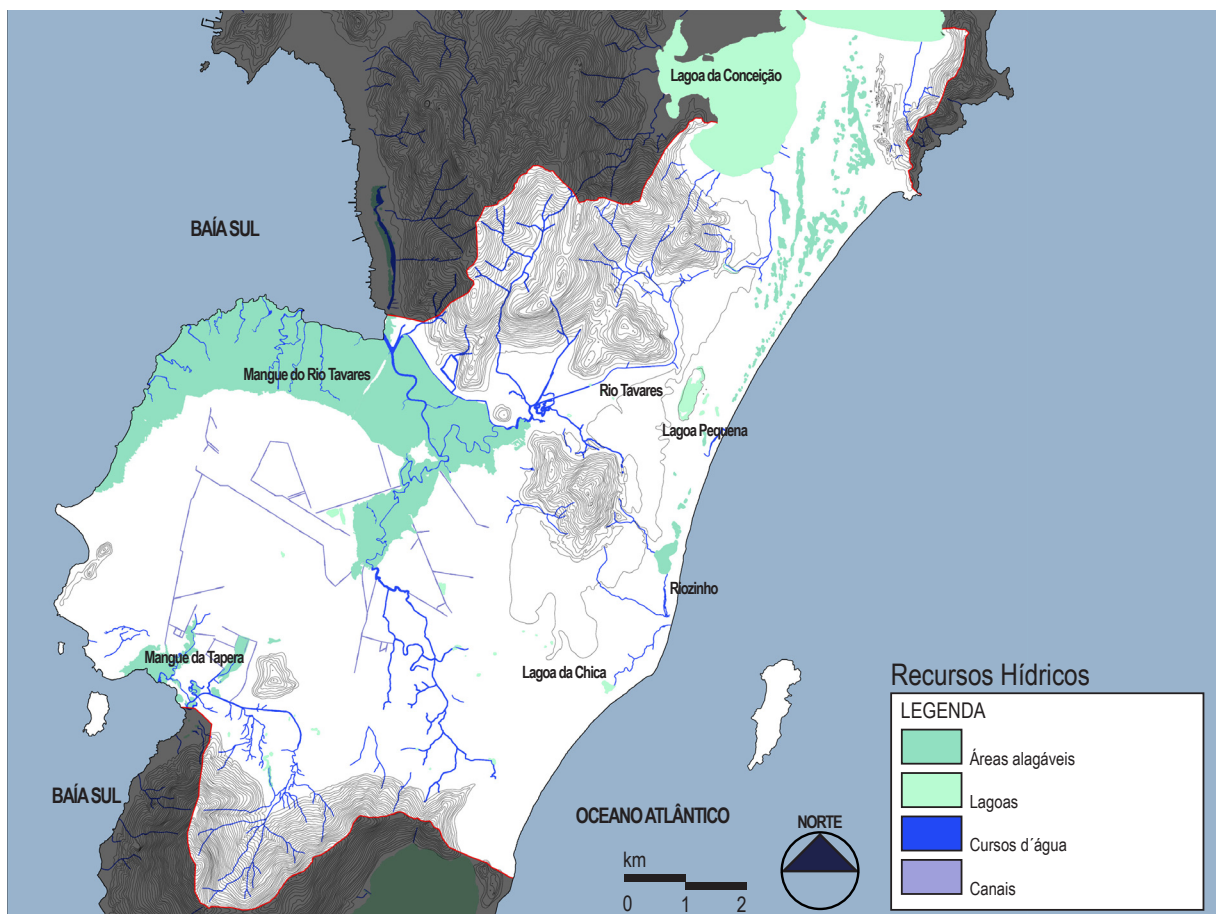 Lagoa da Conceição
BAÍA SUL
Mangue do Rio Tavares
Rio Tavares
Lagoa Pequena
Riozinho
Mangue da Tapera
Lagoa da Chica
BAÍA SUL
OCEANO ATLÂNTICO
NORTE
km
0 1 2
Recursos Hídricos
LEGENDA
Áreas alagáveis
Lagoas
Cursos d´água
Canais